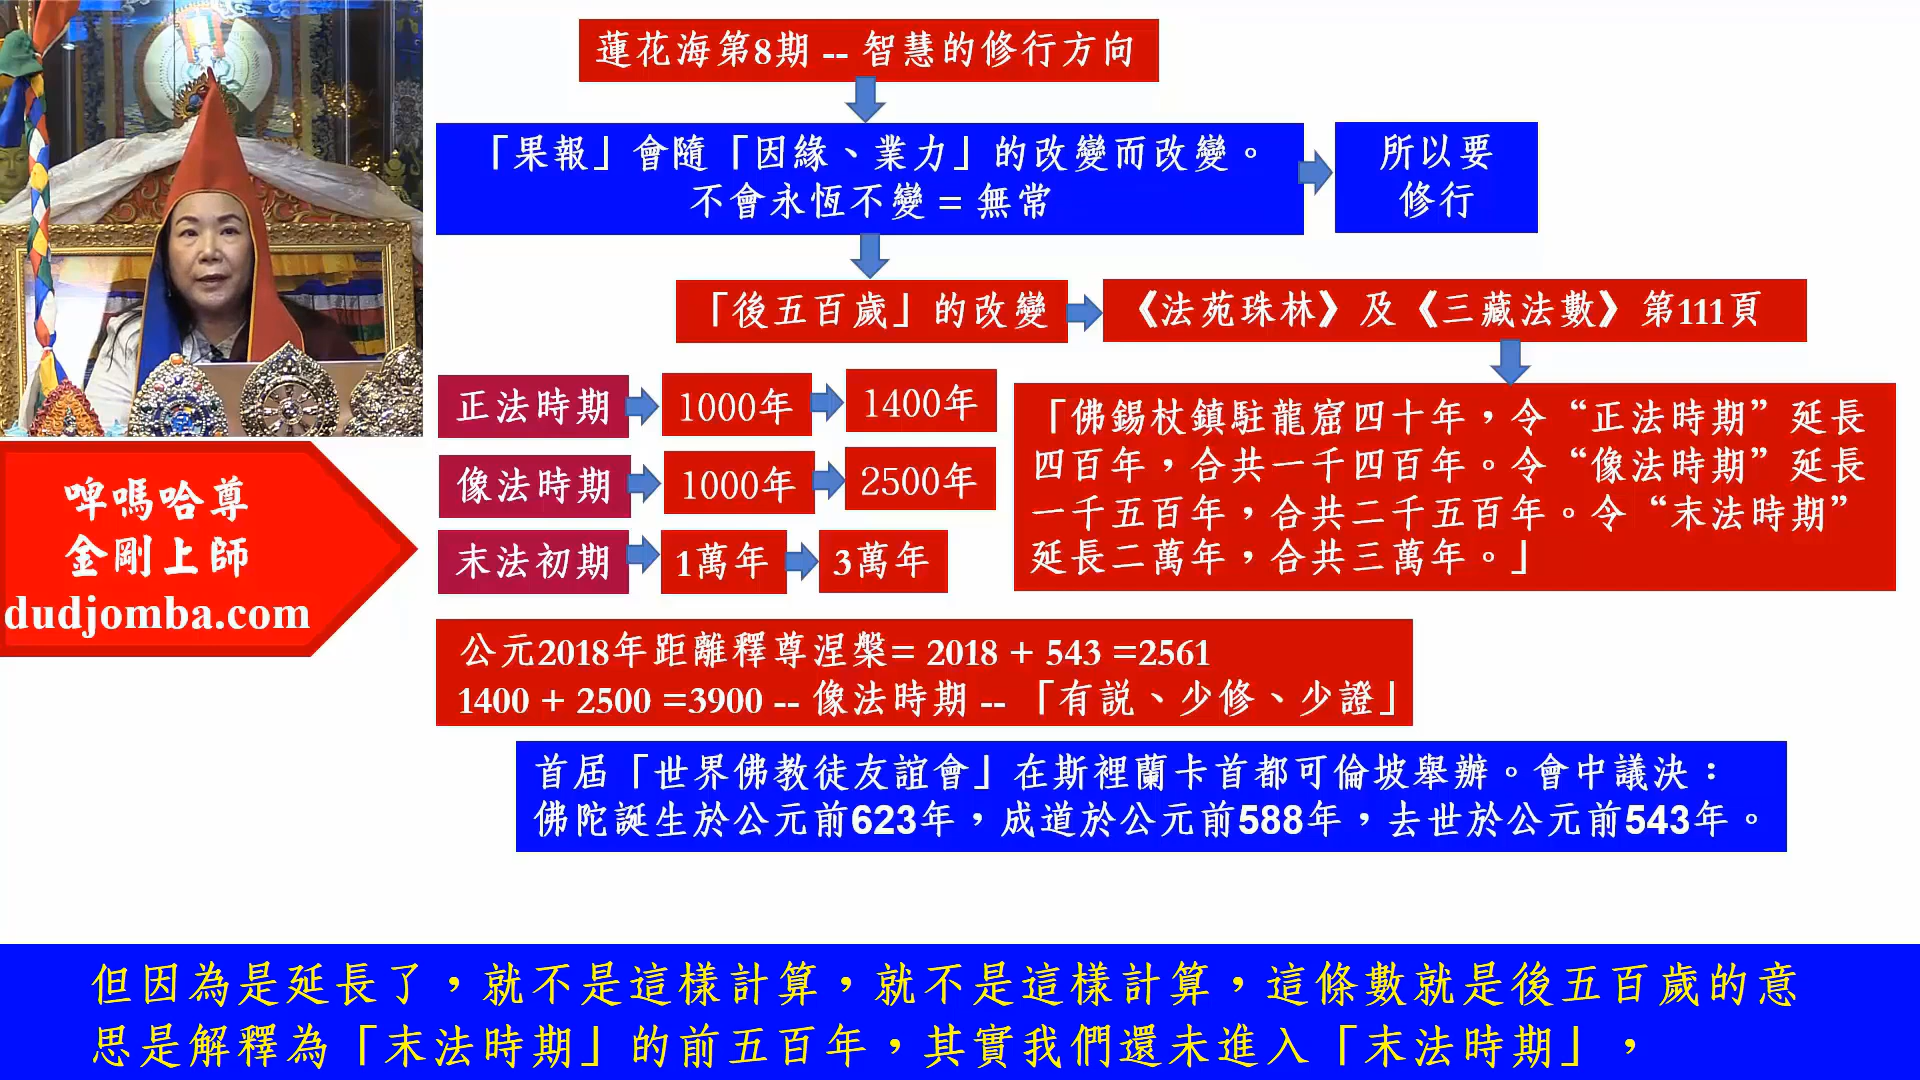 蓮花海第8期 -- 智慧的修行方向
「果報」會隨「因緣、業力」的改變而改變。
不會永恆不變 = 無常
所以要
修行
「後五百歲」的改變
《法苑珠林》及《三藏法數》第111頁
正法時期
1000年
1400年
像法時期
1000年
2500年
末法初期
1萬年
3萬年
「佛錫杖鎮駐龍窟四十年，令“正法時期”延長
四百年，合共一千四百年。令“像法時期”延長
一千五百年，合共二千五百年。令“末法時期”
延長二萬年，合共三萬年。」
啤嗎哈尊
金剛上師
dudjomba.com
公元2018年距離釋尊涅槃= 2018 + 543 =2561
1400 + 2500 =3900 -- 像法時期 -- 「有説、少修、少證」
首屆「世界佛教徒友誼會」在斯裡蘭卡首都可倫坡舉辦。會中議決：
佛陀誕生於公元前623年，成道於公元前588年，去世於公元前543年。
但因為是延長了，就不是這樣計算，就不是這樣計算，這條數就是後五百歲的意
思是解釋為「末法時期」的前五百年，其實我們還未進入「末法時期」，